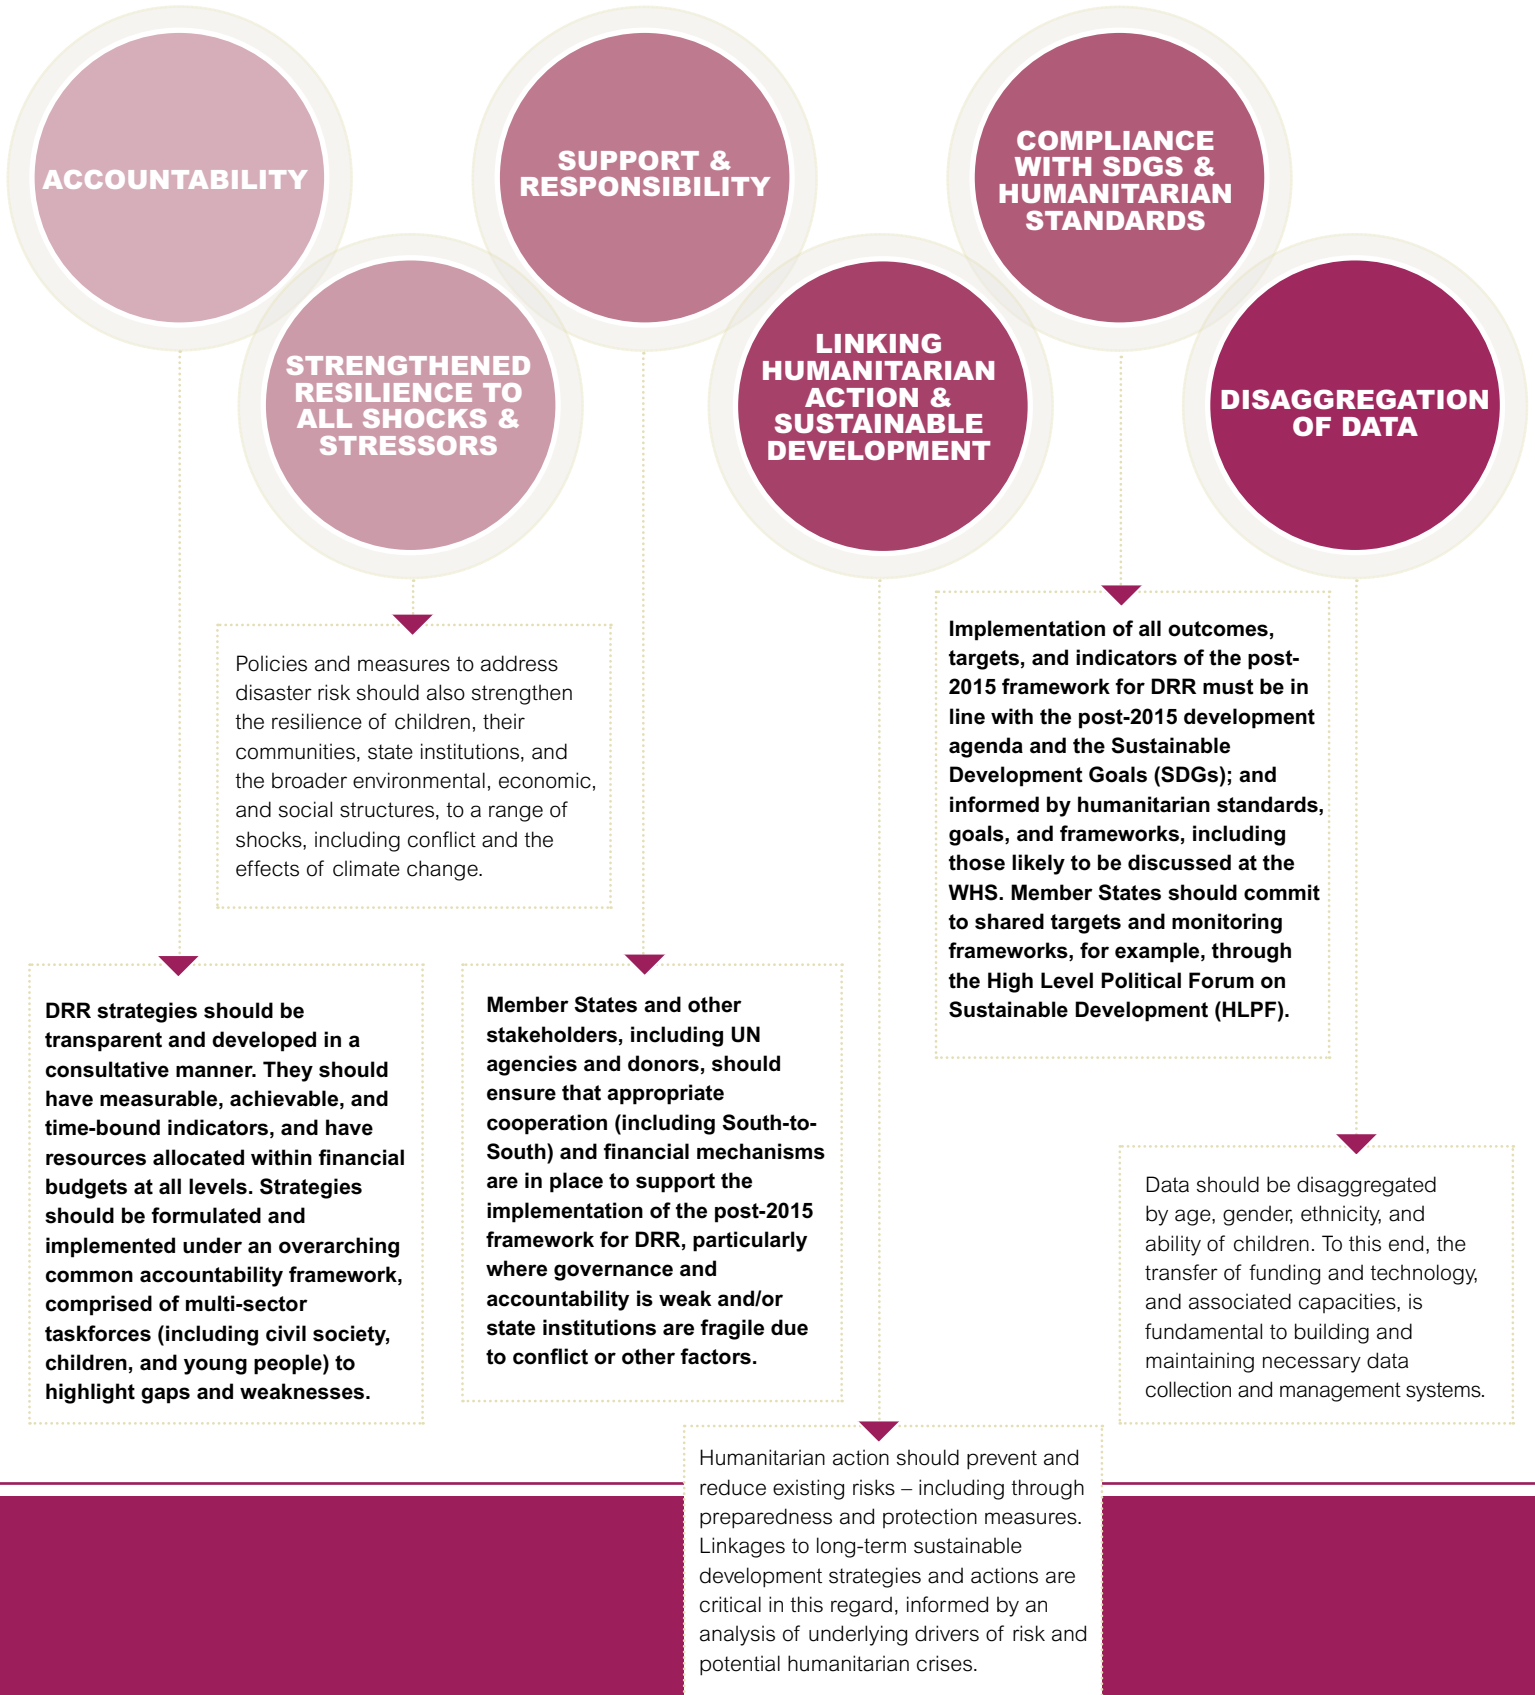 ACCOUNTABILITY
SUPPORT &
RESPONSIBILITY
COMPLIANCE
WITH SDGS &
HUMANITARIAN
STANDARDS
STRENGTHENED
RESILIENCE TO
ALL SHOCKS &
STRESSORS
LINKING
HUMANITARIAN
ACTION &
SUSTAINABLE
DEVELOPMENT
DISAGGREGATION
OF DATA
Policies and measures to address
disaster risk should also strengthen
the resilience of children, their
communities, state institutions, and
the broader environmental, economic,
and social structures, to a range of
shocks, including conflict and the
effects of climate change.
Implementation of all outcomes,
targets, and indicators of the post-
2015 framework for DRR must be in
line with the post-2015 development
agenda and the Sustainable
Development Goals (SDGs); and
informed by humanitarian standards,
goals, and frameworks, including
those likely to be discussed at the
WHS. Member States should commit
to shared targets and monitoring
frameworks, for example, through
the High Level Political Forum on
Sustainable Development (HLPF).
DRR strategies should be
transparent and developed in a
consultative manner. They should
have measurable, achievable, and
time-bound indicators, and have
resources allocated within financial
budgets at all levels. Strategies
should be formulated and
implemented under an overarching
common accountability framework,
comprised of multi-sector
taskforces (including civil society,
children, and young people) to
highlight gaps and weaknesses.
Member States and other
stakeholders, including UN
agencies and donors, should
ensure that appropriate
cooperation (including South-to-
South) and financial mechanisms
are in place to support the
implementation of the post-2015
framework for DRR, particularly
where governance and
accountability is weak and/or
state institutions are fragile due
to conflict or other factors.
Data should be disaggregated
by age, gender, ethnicity, and
ability of children. To this end, the
transfer of funding and technology,
and associated capacities, is
fundamental to building and
maintaining necessary data
collection and management systems.
Humanitarian action should prevent and
reduce existing risks – including through
preparedness and protection measures.
Linkages to long-term sustainable
development strategies and actions are
critical in this regard, informed by an
analysis of underlying drivers of risk and
potential humanitarian crises.